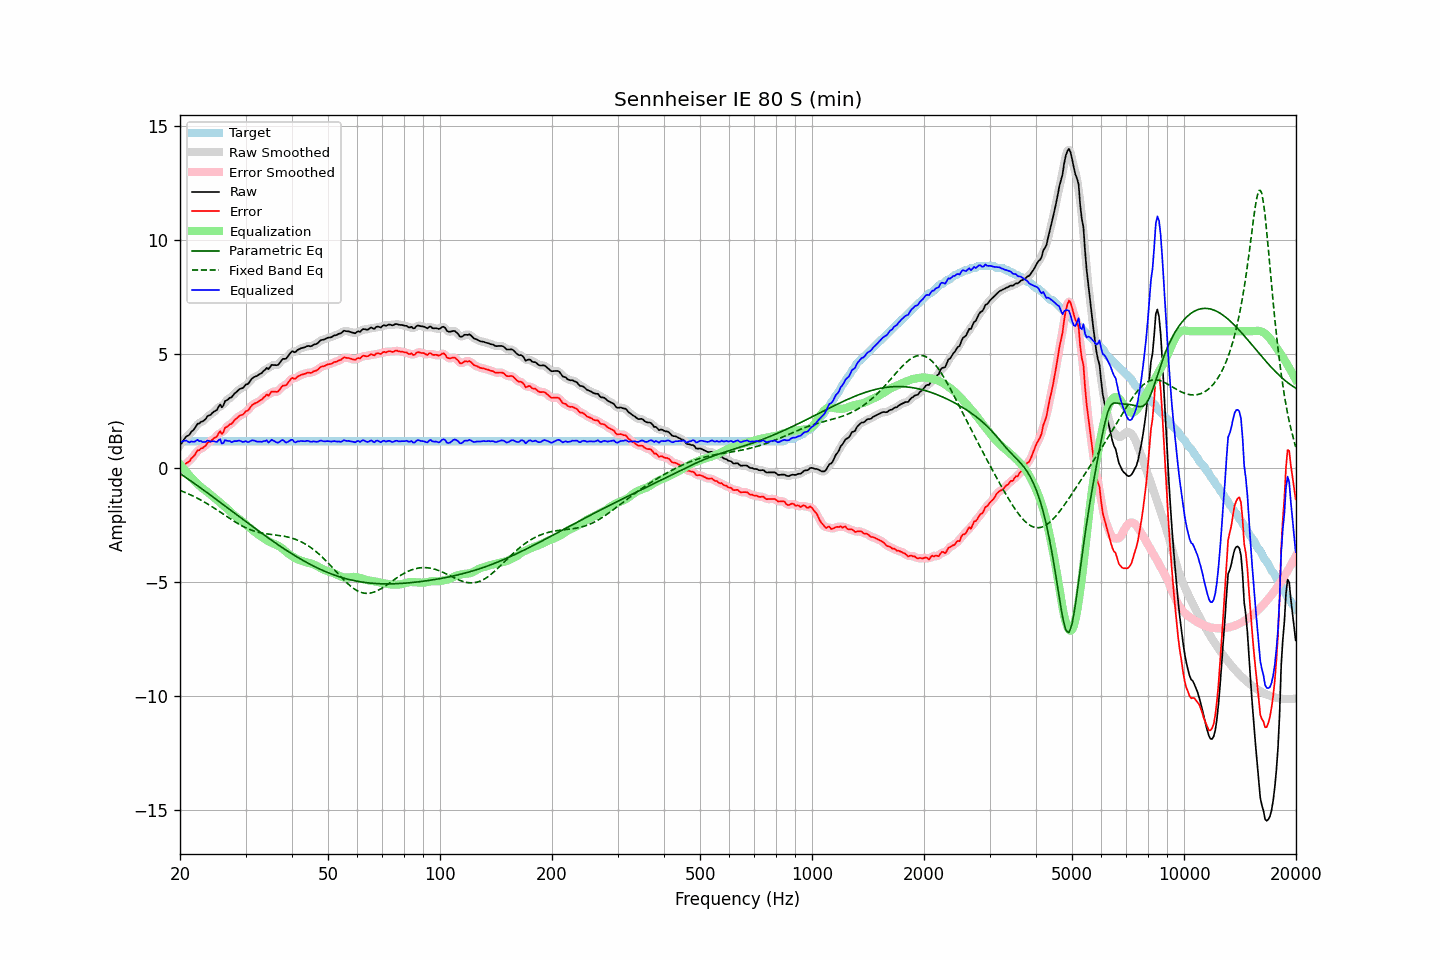 Sennheiser IE 80 S (min)
Target
Raw Smoothed
Error Smoothed
Raw
Error
Equalization
Parametric Eq
Fixed Band Eq
Equalized
15
10
5
0
−5
−10
−15
Amplitude (dBr)
20
50
100
200
500
1000
2000
5000
10000
20000
Frequency (Hz)